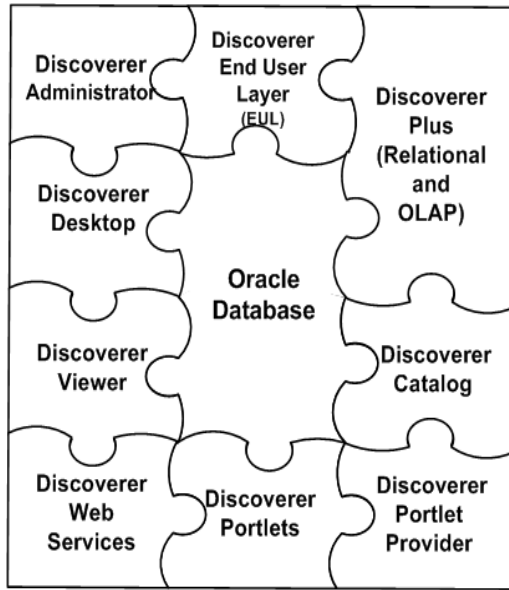 Discoverer
Administrator
Discoverer
End User
Layer
(EUL)
Discoverer
Plus
(Relational
and
OLAP)
Discoverer
Desktop
Oracle
Database
Discoverer
Viewer
Discoverer
Catalog
Discoverer
Web
Services
Discoverer
Portlets
Discoverer
Portlet
Provider